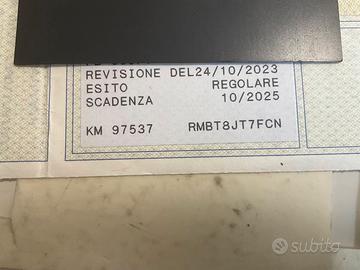 REVISIONE DEL24/10/2023
ESITO REGOLARE
SCADENZA 10/2025
KM 97537 RMBT8JT7FCN
subito